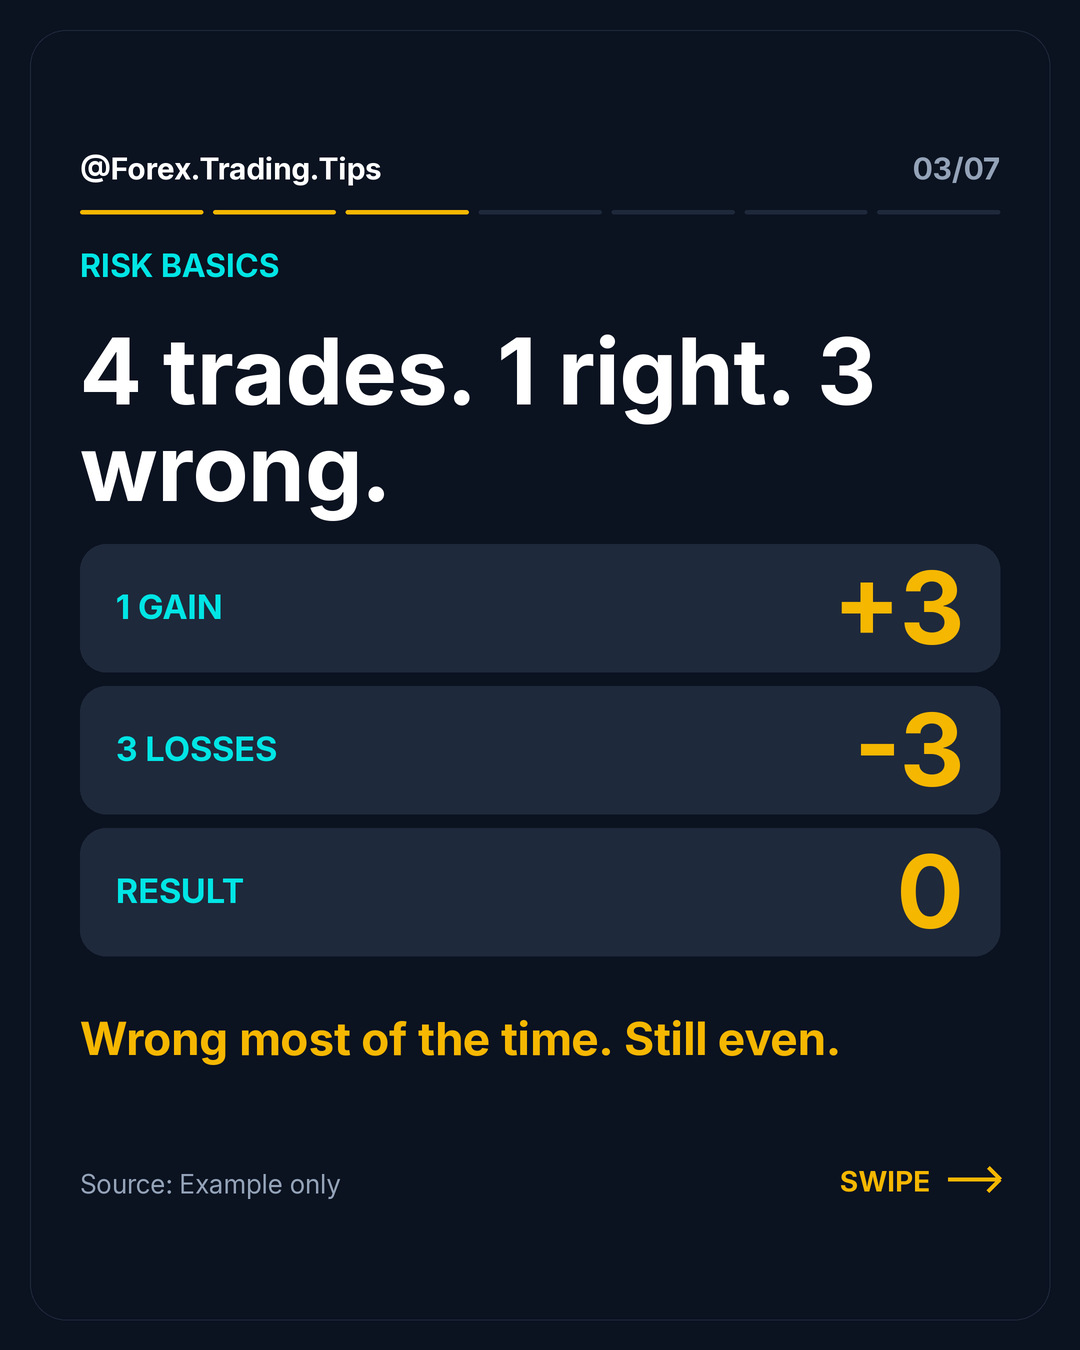 @Forex.Trading.Tips
03/07
RISK BASICS
4 trades. 1 right. 3
wrong.
1 GAIN
+3
3 LOSSES
-3
RESULT
0
Wrong most of the time. Still even.
Source: Example only
SWIPE